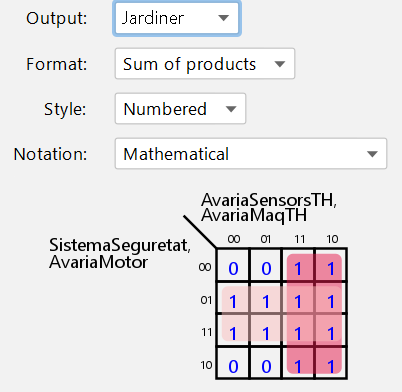 Output: Jardiner
Format: Sum of products
Style: Numbered
Notation: Mathematical
AvariaSensorsTH,
AvariaMaqTH
SistemaSeguretat,
AvariaMotor
00 01 11 10
00 0 0 1 1
01 1 1 1 1
11 1 1 1 1
10 0 0 1 1